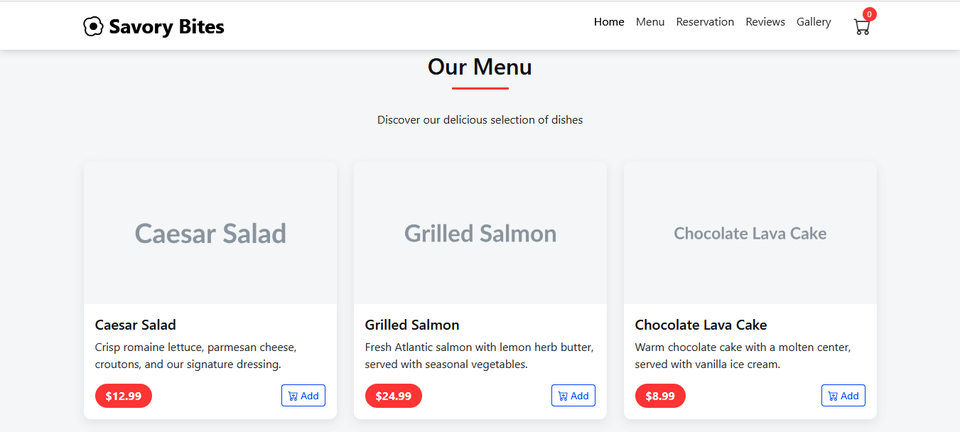 Savory Bites
Home Menu Reservation Reviews Gallery 0
Our Menu
Discover our delicious selection of dishes
Caesar Salad
Caesar Salad
Crisp romaine lettuce, parmesan cheese,
croutons, and our signature dressing.
$12.99 Add
Grilled Salmon
Grilled Salmon
Fresh Atlantic salmon with lemon herb butter,
served with seasonal vegetables.
$24.99 Add
Chocolate Lava Cake
Chocolate Lava Cake
Warm chocolate cake with a molten center,
served with vanilla ice cream.
$8.99 Add